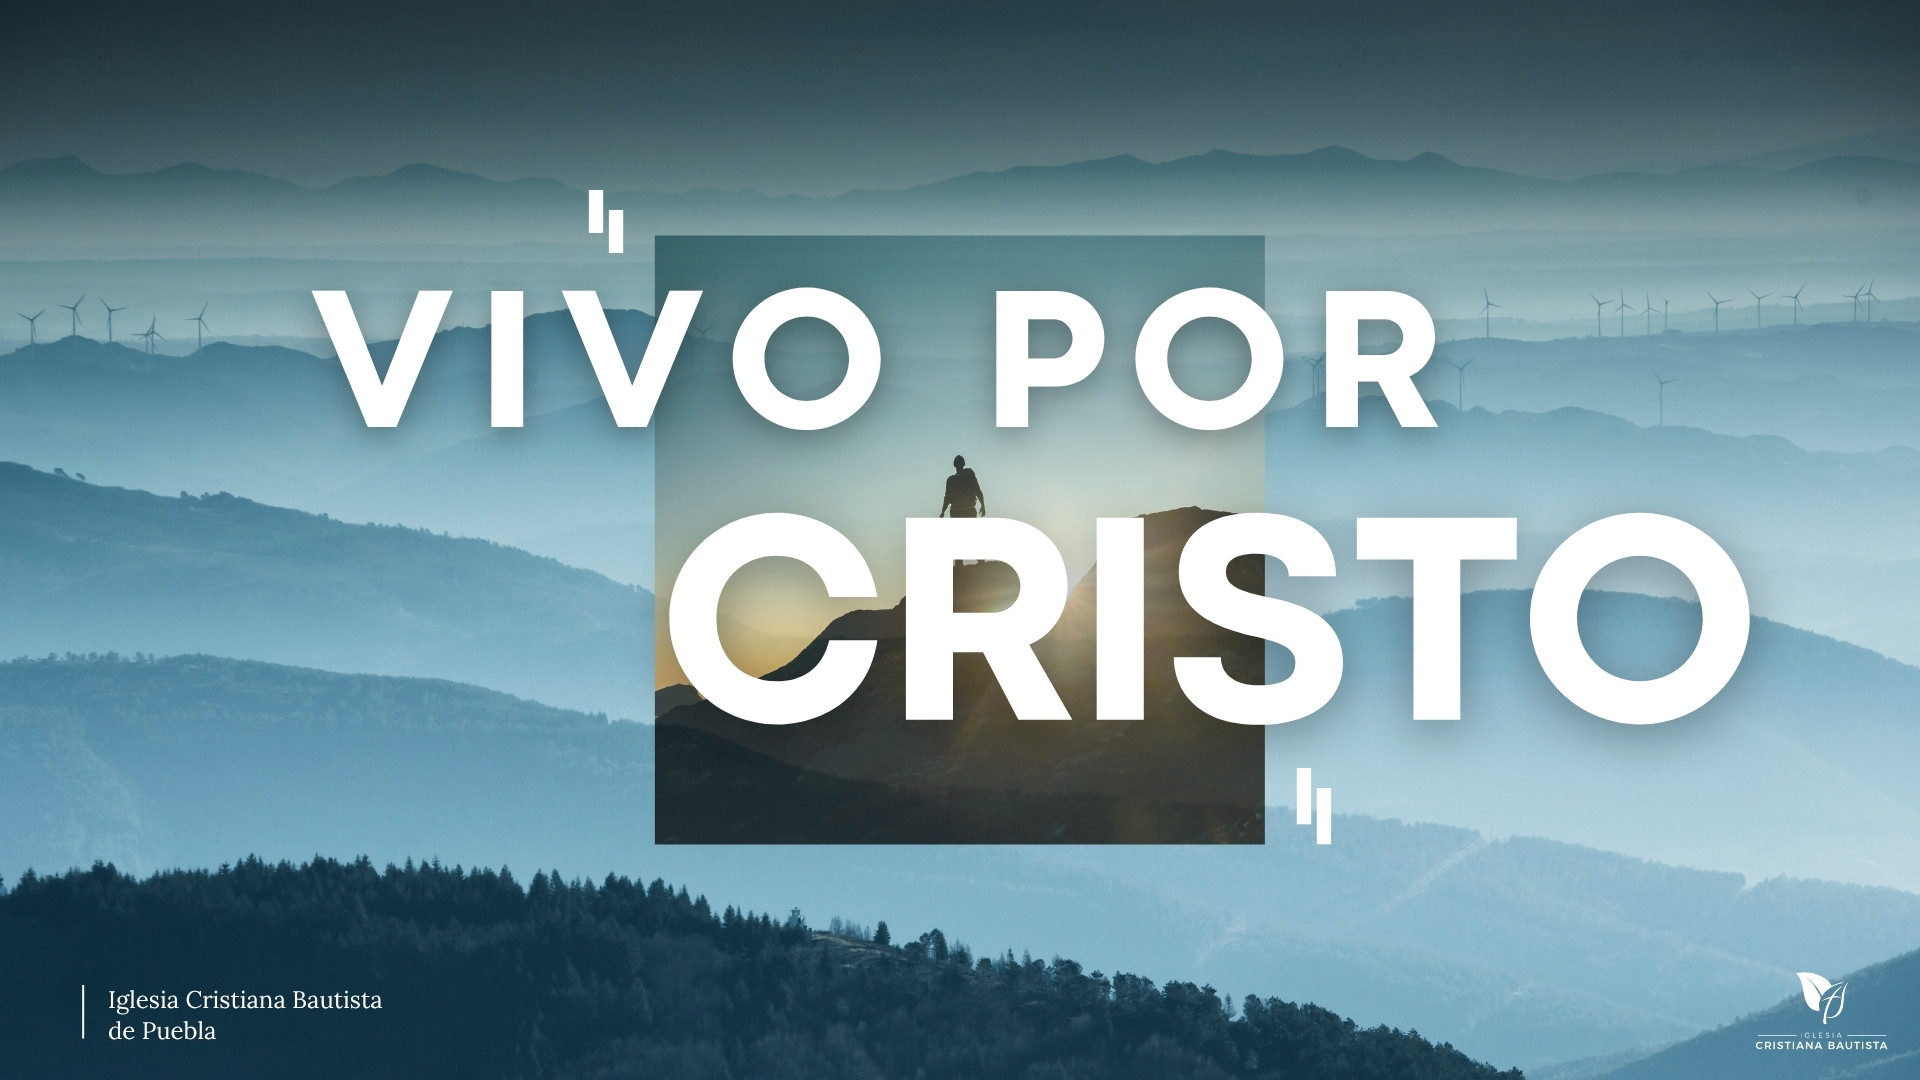 VIVO POR
CRISTO
Iglesia Cristiana Bautista
de Puebla
IGLESIA
CRISTIANA BAUTISTA